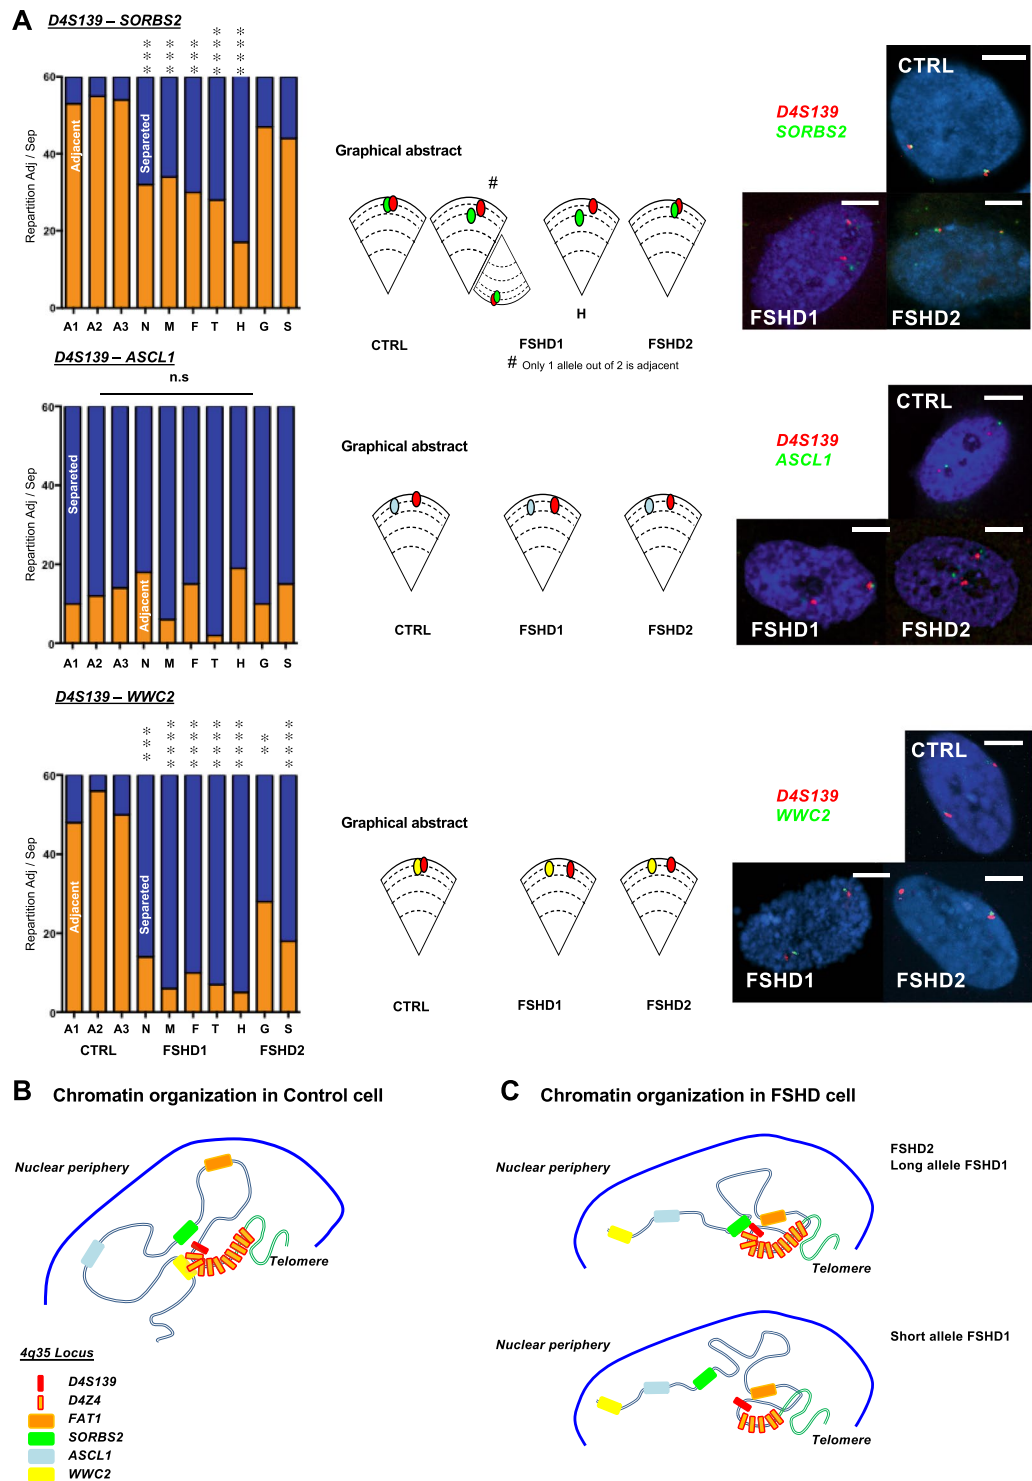 A
D4S139 – SORBS2
*** *** *** **** ****
60
40
20
0
Repartition Adj / Sep
Adjacent
Separeted
A1 A2 A3 N M F T H G S
Graphical abstract
#
H
CTRL FSHD1 FSHD2
# Only 1 allele out of 2 is adjacent
D4S139
SORBS2
CTRL
FSHD1 FSHD2
D4S139 – ASCL1
n.s
60
40
20
0
Repartition Adj / Sep
Separeted
Adjacent
A1 A2 A3 N M F T H G S
Graphical abstract
CTRL FSHD1 FSHD2
D4S139
ASCL1
CTRL
FSHD1 FSHD2
D4S139 – WWC2
*** **** **** **** **** ** ****
60
40
20
0
Repartition Adj / Sep
Adjacent
Separeted
A1 A2 A3 N M F T H G S
CTRL FSHD1 FSHD2
Graphical abstract
CTRL FSHD1 FSHD2
D4S139
WWC2
CTRL
FSHD1 FSHD2
B Chromatin organization in Control cell
Nuclear periphery
Telomere
4q35 Locus
D4S139
D4Z4
FAT1
SORBS2
ASCL1
WWC2
C Chromatin organization in FSHD cell
Nuclear periphery
FSHD2
Long allele FSHD1
Telomere
Nuclear periphery
Short allele FSHD1
Telomere